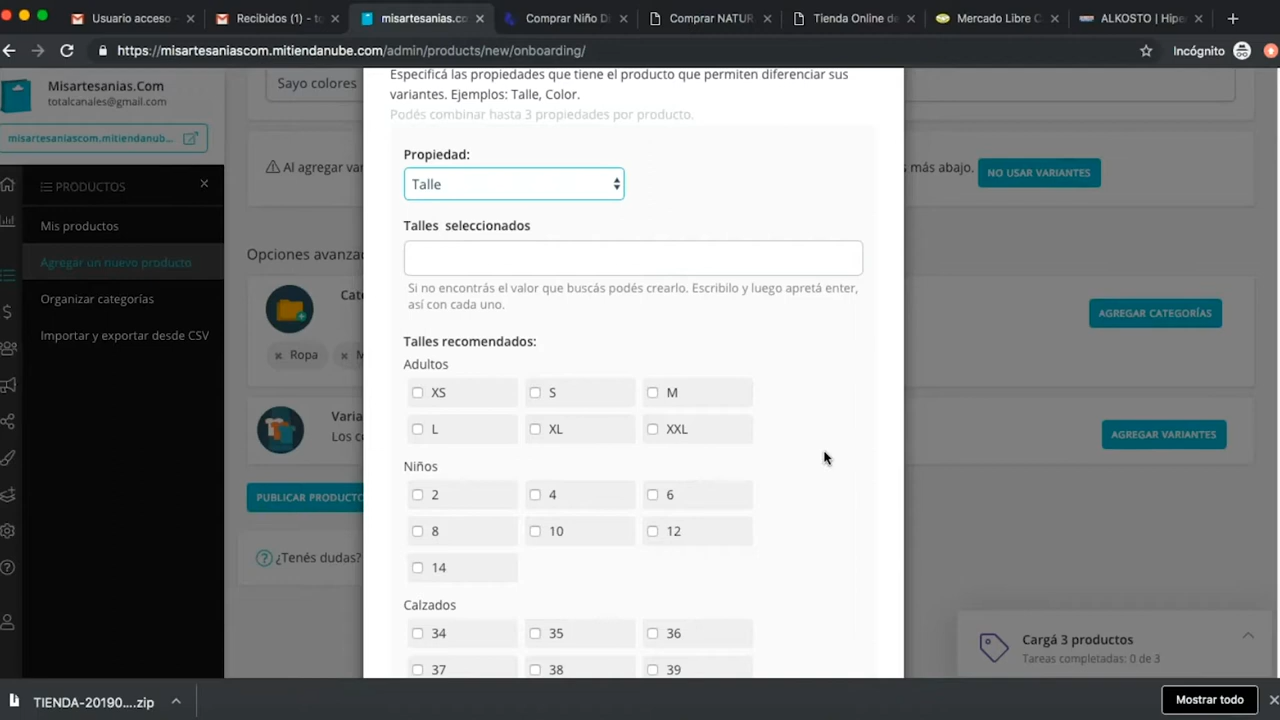 Usuario acceso -
Recibidos (1) - to
misartesanias.co
Comprar Niño D
Comprar NATUR
Tienda Online de
Mercado Libre C
ALKOSTO | Hipe
https://misartesaniascom.mitiendanube.com/admin/products/new/onboarding/
Incógnito
Misartesanias.Com
totalcanales@gmail.com
misartesaniascom.mitiendanub...
PRODUCTOS
Mis productos
Agregar un nuevo producto
Organizar categorías
Importar y exportar desde CSV
Sayo colores
Al agregar var
más abajo.
NO USAR VARIANTES
Opciones avanzad
Cate
Ropa
M
AGREGAR CATEGORÍAS
Varia
Los c
AGREGAR VARIANTES
PUBLICAR PRODUCTO
¿Tenés dudas?
Especificá las propiedades que tiene el producto que permiten diferenciar sus
variantes. Ejemplos: Talle, Color.
Podés combinar hasta 3 propiedades por producto.
Propiedad:
Talle
Talles seleccionados
Si no encontrás el valor que buscás podés crearlo. Escribilo y luego apretá enter,
así con cada uno.
Talles recomendados:
Adultos
XS S M
L XL XXL
Niños
2 4 6
8 10 12
14
Calzados
34 35 36
37 38 39
Cargá 3 productos
Tareas completadas: 0 de 3
TIENDA-20190....zip
Mostrar todo